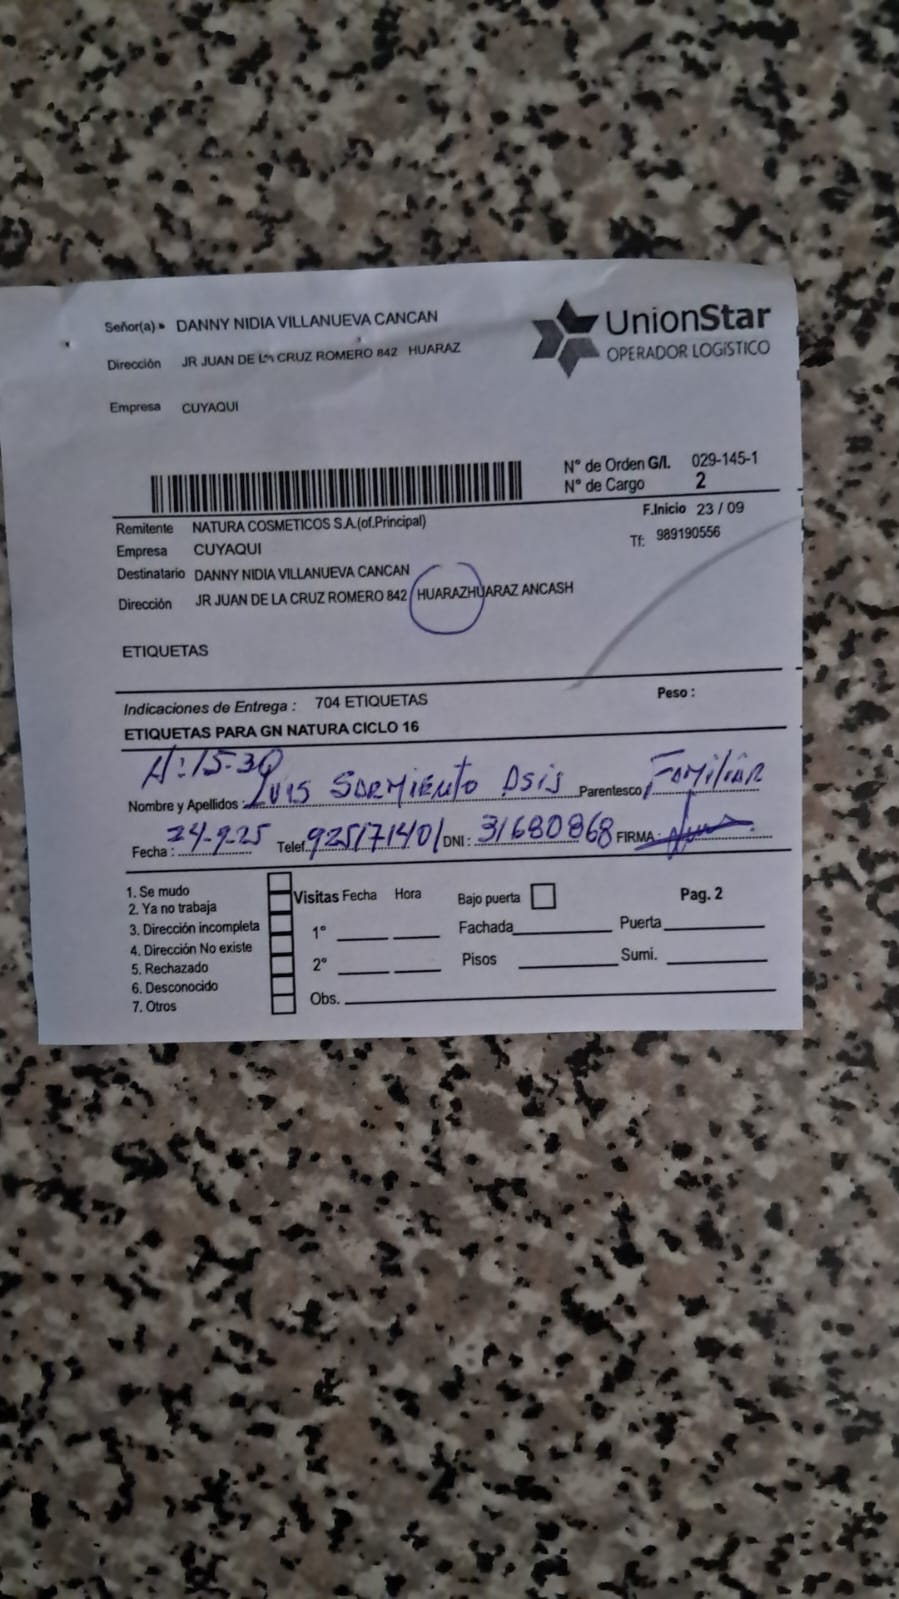 Señor(a) DANNY NIDIA VILLANUEVA CANCAN
UnionStar
OPERADOR LOGÍSTICO
Dirección JR JUAN DE LA CRUZ ROMERO 842 HUARAZ
Empresa CUYAQUI
N° de Orden G/I. 029-145-1
N° de Cargo 2
F.Inicio 23 / 09
Remitente NATURA COSMETICOS S.A.(of.Principal)
Tf: 989190556
Empresa CUYAQUI
Destinatario DANNY NIDIA VILLANUEVA CANCAN
Dirección JR JUAN DE LA CRUZ ROMERO 842 HUARAZHUARAZ ANCASH
ETIQUETAS
Indicaciones de Entrega : 704 ETIQUETAS Peso :
ETIQUETAS PARA GN NATURA CICLO 16
H:15-30
Nombre y Apellidos : Luis Sarmiento Asis Parentesco Familiar
Fecha : 24-9-25 Telef. 925171401 DNI : 31680868 FIRMA :
1. Se mudo
2. Ya no trabaja
3. Dirección incompleta
4. Dirección No existe
5. Rechazado
6. Desconocido
7. Otros
Visitas Fecha Hora Bajo puerta Pag. 2
1° Fachada Puerta
2° Pisos Sumi.
Obs.